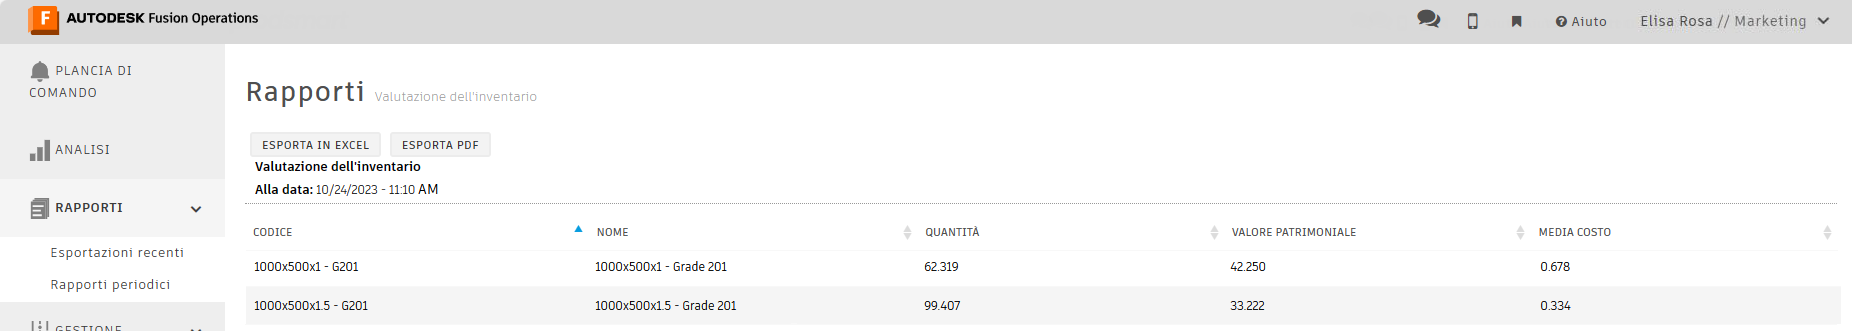 AUTODESK Fusion Operations
Aiuto
Elisa Rosa // Marketing
PLANCIA DI
COMANDO
ANALISI
RAPPORTI
Esportazioni recenti
Rapporti periodici
GESTIONE
Rapporti Valutazione dell'inventario
ESPORTA IN EXCEL ESPORTA PDF
Valutazione dell'inventario
Alla data: 10/24/2023 - 11:10 AM
CODICE NOME QUANTITÀ VALORE PATRIMONIALE MEDIA COSTO
1000x500x1 - G201 1000x500x1 - Grade 201 62.319 42.250 0.678
1000x500x1.5 - G201 1000x500x1.5 - Grade 201 99.407 33.222 0.334